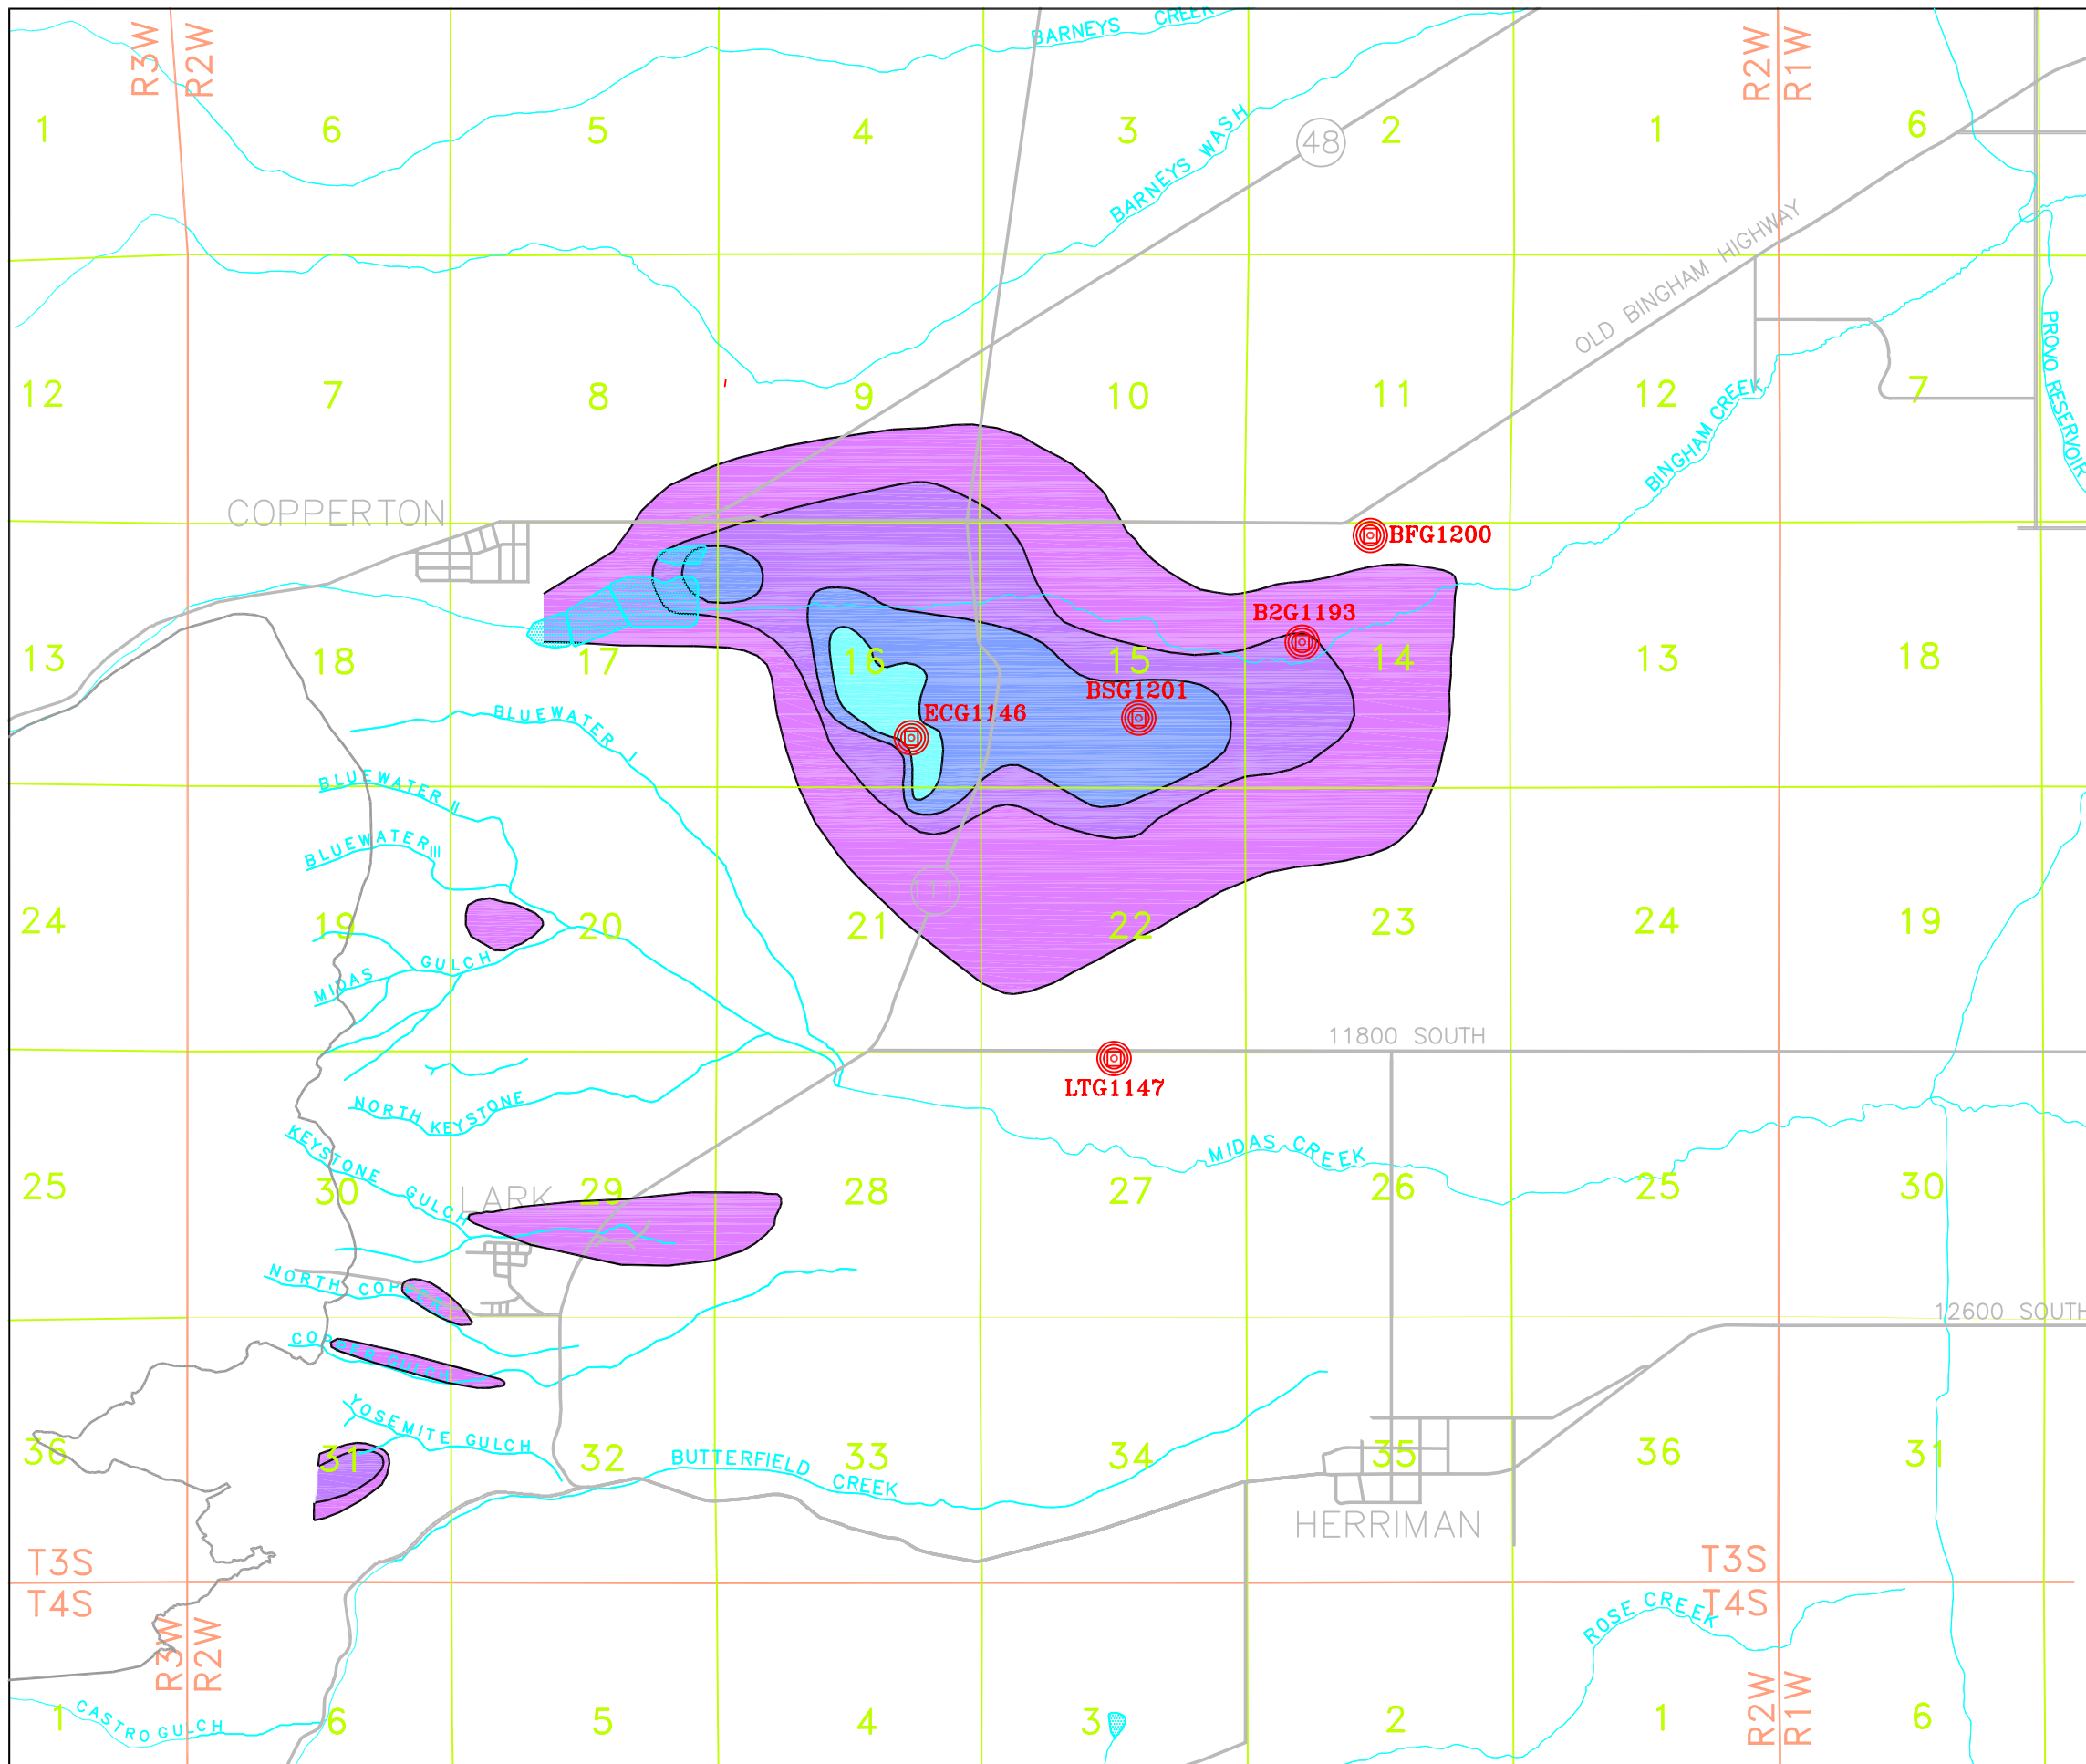 R3W
R2W
BARNEYS CREEK
R2W
R1W
1
6
5
4
3
48
2
1
6
BARNEYS WASH
OLD BINGHAM HIGHWAY
PROVO RESERVOIR
12
7
8
9
10
11
12
7
BINGHAM CREEK
COPPERTON
BFG1200
B2G1193
13
18
17
16
15
14
13
18
BSG1201
ECG1146
BLUEWATER I
BLUEWATER II
BLUEWATER III
111
24
19
20
21
22
23
24
19
MIDAS GULCH
11800 SOUTH
LTG1147
NORTH KEYSTONE
KEYSTONE GULCH
MIDAS CREEK
25
30
LARK
29
28
27
26
25
30
NORTH COPPER
12600 SOUTH
COPPER GULCH
YOSEMITE GULCH
36
31
32
BUTTERFIELD CREEK
33
34
35
36
31
HERRIMAN
T3S
T4S
T3S
T4S
ROSE CREEK
R3W
R2W
R2W
R1W
CASTRO GULCH
1
6
5
4
3
2
1
6